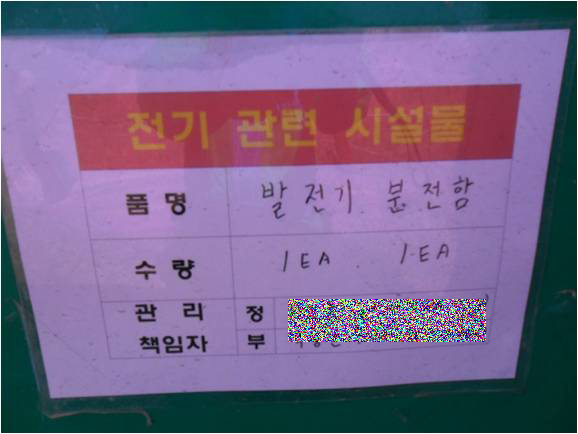 전기 관련 시설물
품명 발전기 분전함
수량 1EA 1EA
관리 정
책임자 부